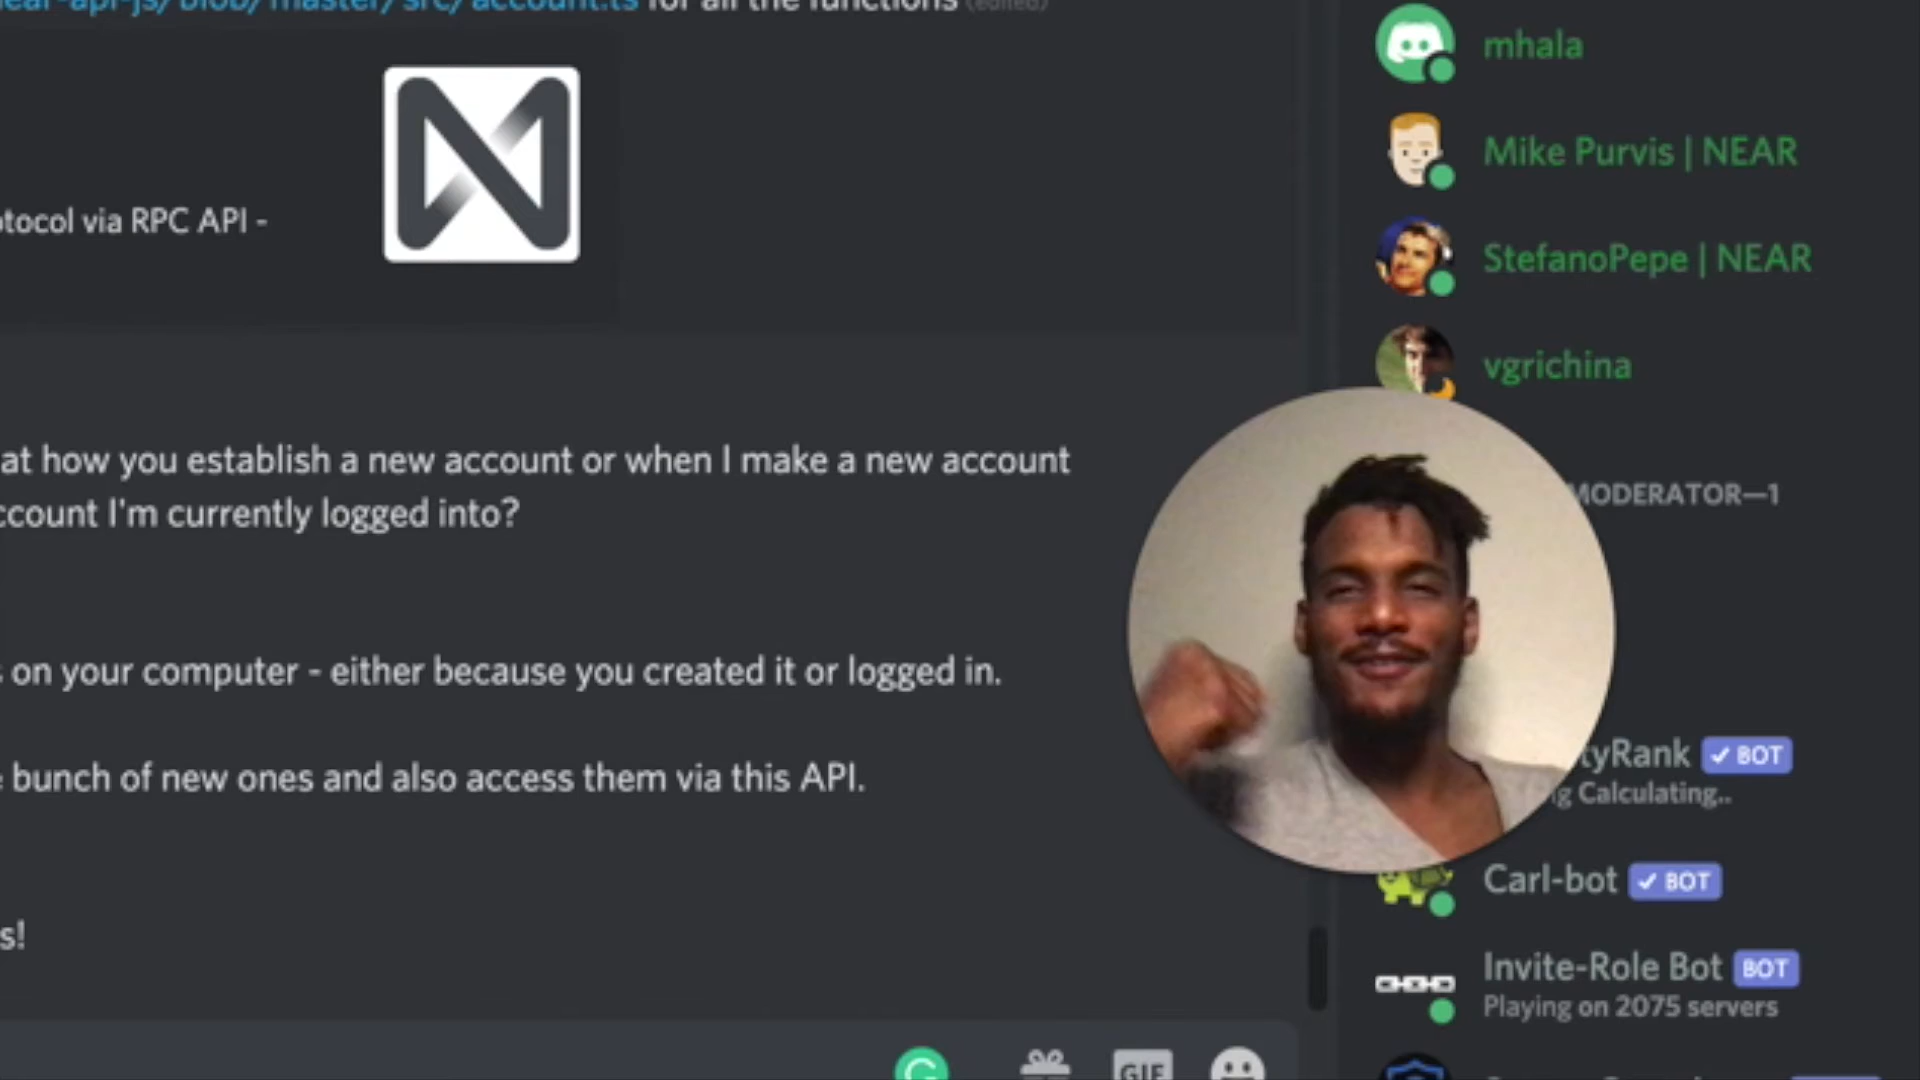 near-api-js/blob/master/src/account.ts for all the functions (edited)
otocol via RPC API -
at how you establish a new account or when I make a new account
ccount I'm currently logged into?
on your computer - either because you created it or logged in.
bunch of new ones and also access them via this API.
s!
GIF
mhala
Mike Purvis | NEAR
StefanoPepe | NEAR
vgrichina
MODERATOR—1
tyRank ✓ BOT
ng Calculating..
Carl-bot ✓ BOT
Invite-Role Bot BOT
Playing on 2075 servers